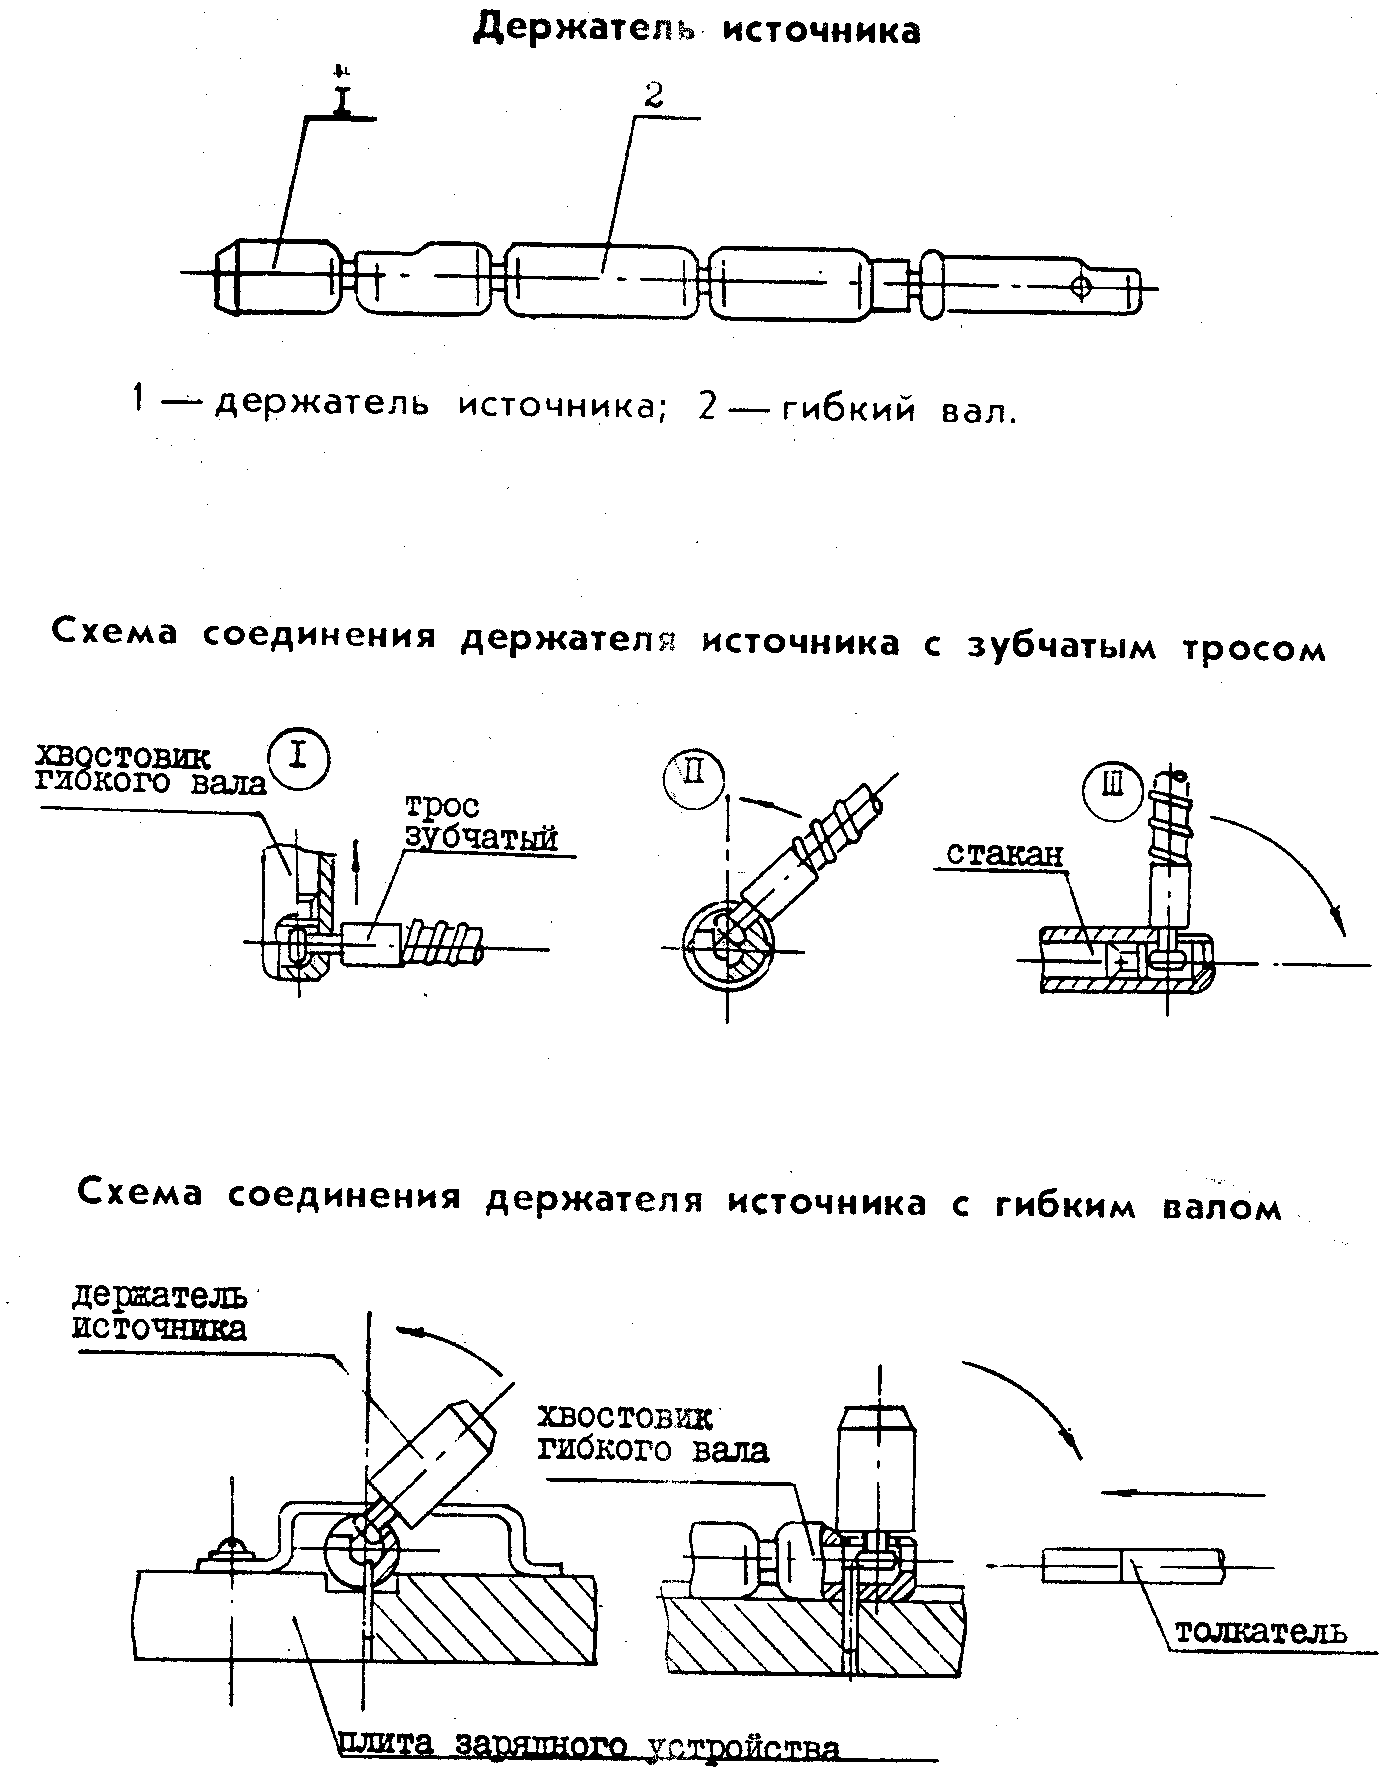 Держатель источника
I
2
1 — держатель источника; 2 — гибкий вал.
Схема соединения держателя источника с зубчатым тросом
хвостовик
гибкого вала
I
трос
зубчатый
II
III
стакан
Схема соединения держателя источника с гибким валом
держатель
источника
хвостовик
гибкого вала
толкатель
плита зарядного устройства